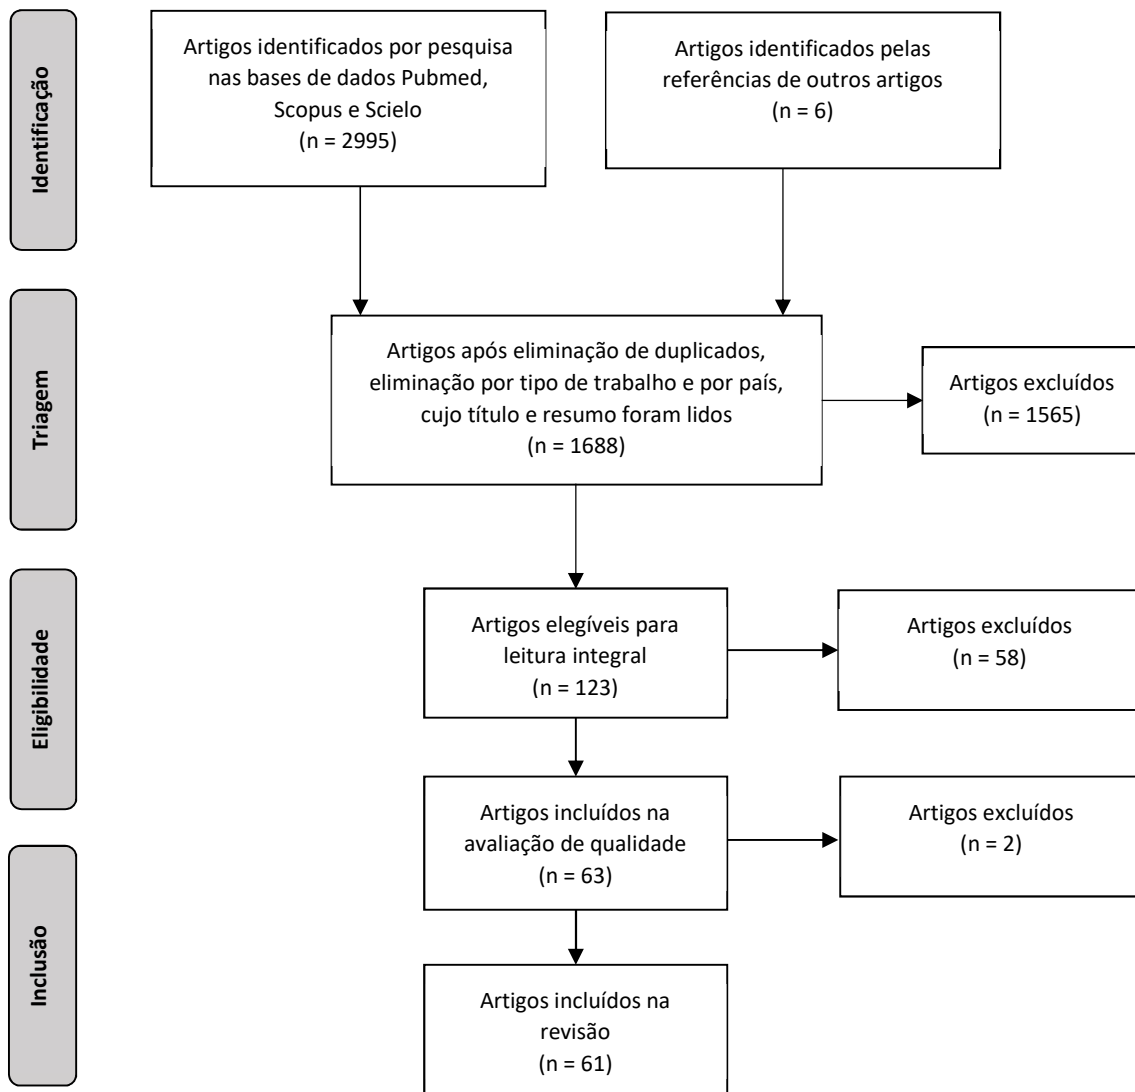 Identificação
Artigos identificados por pesquisa
nas bases de dados Pubmed,
Scopus e Scielo
(n = 2995)
Artigos identificados pelas
referências de outros artigos
(n = 6)
Triagem
Artigos após eliminação de duplicados,
eliminação por tipo de trabalho e por país,
cujo título e resumo foram lidos
(n = 1688)
Artigos excluídos
(n = 1565)
Eligibilidade
Artigos elegíveis para
leitura integral
(n = 123)
Artigos excluídos
(n = 58)
Artigos incluídos na
avaliação de qualidade
(n = 63)
Artigos excluídos
(n = 2)
Inclusão
Artigos incluídos na
revisão
(n = 61)